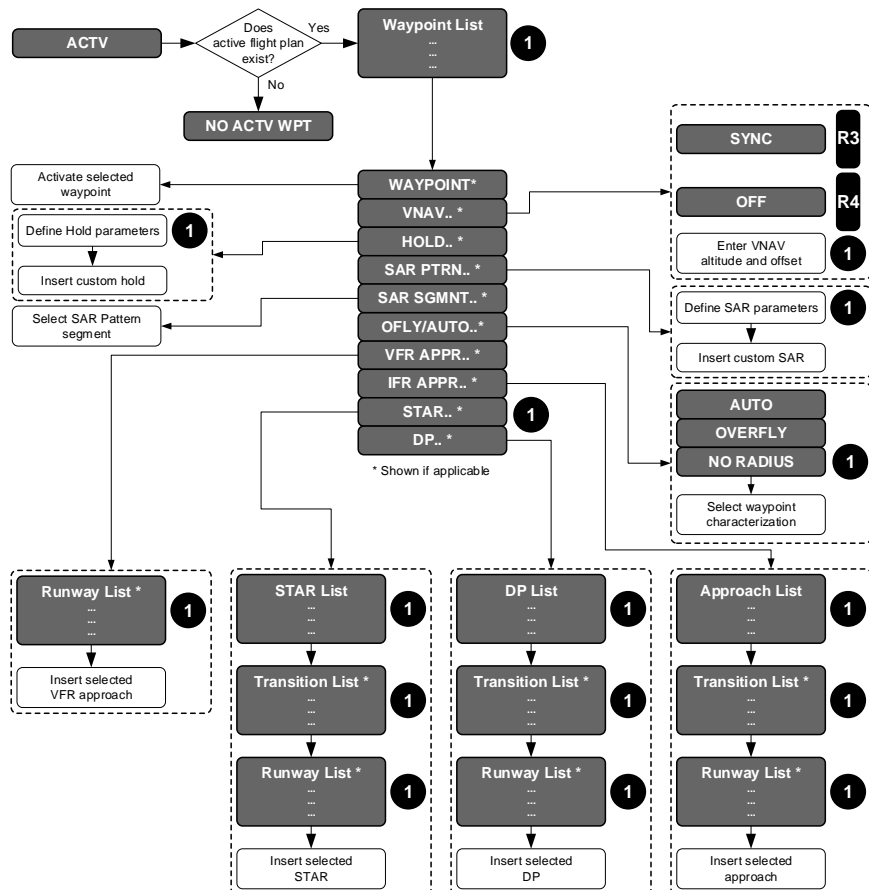 ACTV
Does
active flight plan
exist?
Yes
No
NO ACTV WPT
Waypoint List
...
...
...
1
WAYPOINT*
VNAV.. *
HOLD.. *
SAR PTRN.. *
SAR SGMNT.. *
OFLY/AUTO..*
VFR APPR.. *
IFR APPR.. *
STAR.. *
DP.. *
1
* Shown if applicable
Activate selected
waypoint
Define Hold parameters
1
Insert custom hold
Select SAR Pattern
segment
SYNC
R3
OFF
R4
Enter VNAV
altitude and offset
1
Define SAR parameters
1
Insert custom SAR
AUTO
OVERFLY
NO RADIUS
1
Select waypoint
characterization
Runway List *
...
...
...
1
Insert selected
VFR approach
STAR List
...
...
...
1
Transition List *
...
...
...
1
Runway List *
...
...
...
1
Insert selected
STAR
DP List
...
...
...
1
Transition List *
...
...
...
1
Runway List *
...
...
...
1
Insert selected
DP
Approach List
...
...
...
1
Transition List *
...
...
...
1
Runway List *
...
...
...
1
Insert selected
approach